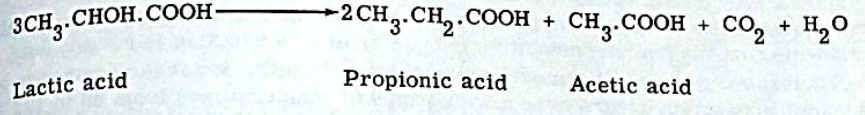 3CH₃.CHOH.COOH → 2CH₃.CH₂.COOH + CH₃.COOH + CO₂ + H₂O
Lactic acid Propionic acid Acetic acid